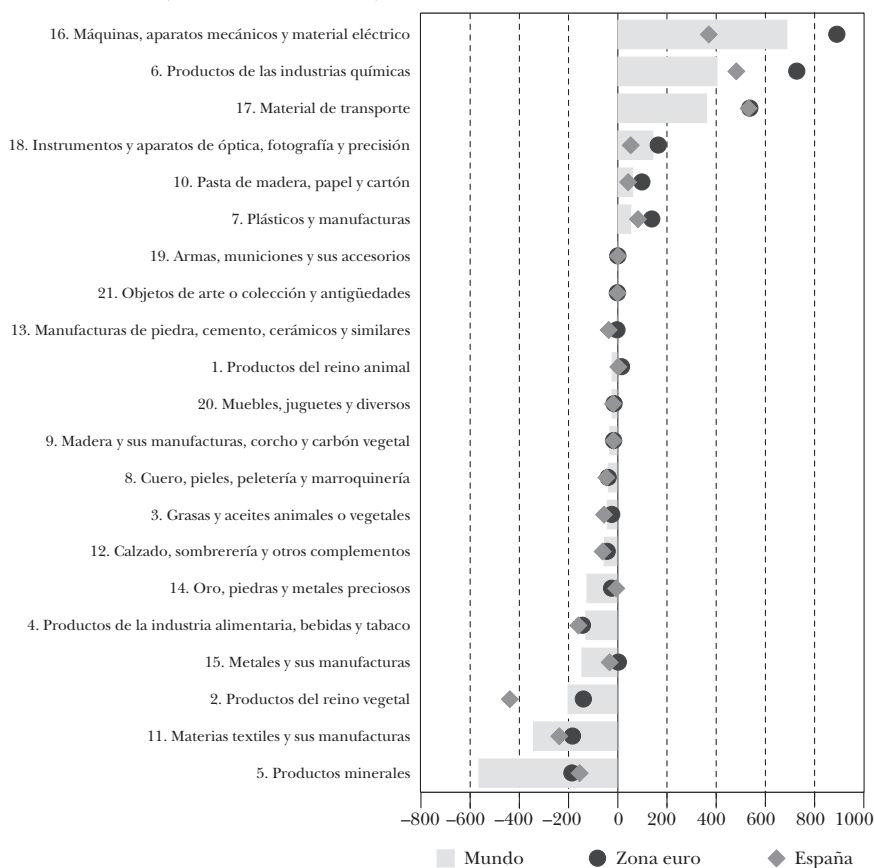 16. Máquinas, aparatos mecánicos y material eléctrico
6. Productos de las industrias químicas
17. Material de transporte
18. Instrumentos y aparatos de óptica, fotografía y precisión
10. Pasta de madera, papel y cartón
7. Plásticos y manufacturas
19. Armas, municiones y sus accesorios
21. Objetos de arte o colección y antigüedades
13. Manufacturas de piedra, cemento, cerámicos y similares
1. Productos del reino animal
20. Muebles, juguetes y diversos
9. Madera y sus manufacturas, corcho y carbón vegetal
8. Cuero, pieles, peletería y marroquinería
3. Grasas y aceites animales o vegetales
12. Calzado, sombrerería y otros complementos
14. Oro, piedras y metales preciosos
4. Productos de la industria alimentaria, bebidas y tabaco
15. Metales y sus manufacturas
2. Productos del reino vegetal
11. Materias textiles y sus manufacturas
5. Productos minerales
–800 –600 –400 –200 0 200 400 600 800 1000
Mundo Zona euro España